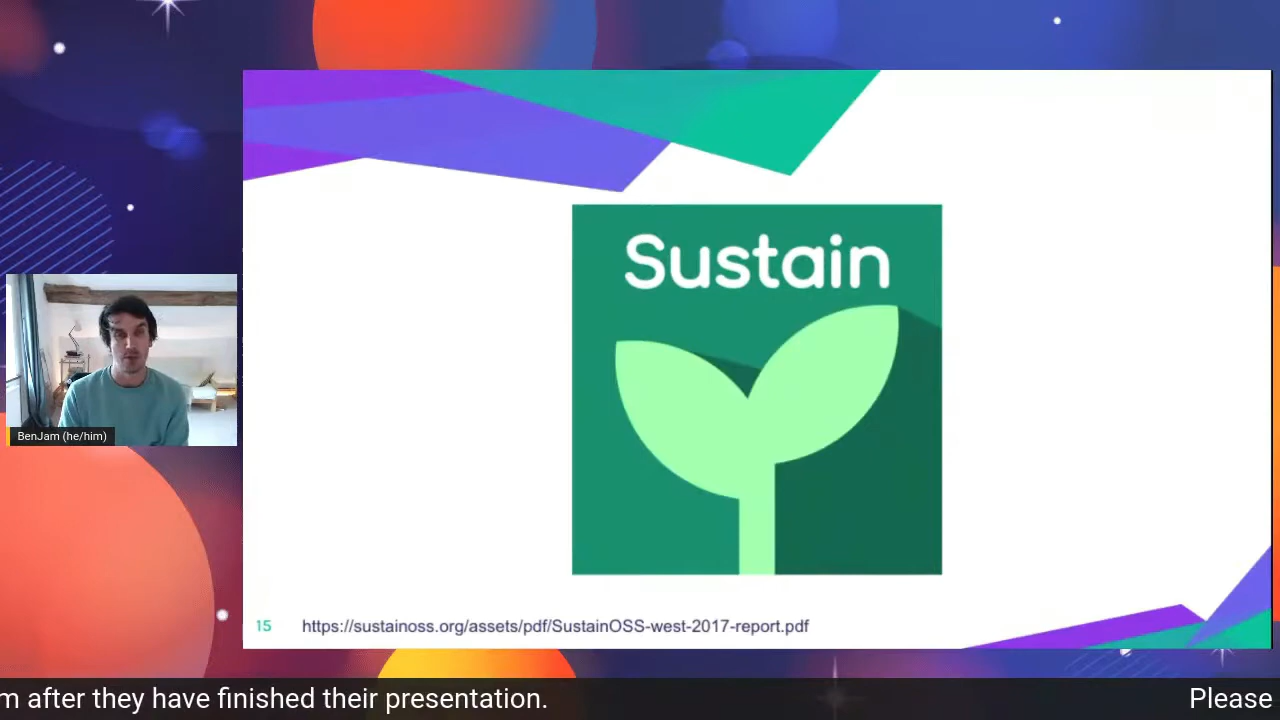 Sustain
BenJam (he/him)
15 https://sustainoss.org/assets/pdf/SustainOSS-west-2017-report.pdf
m after they have finished their presentation. Please